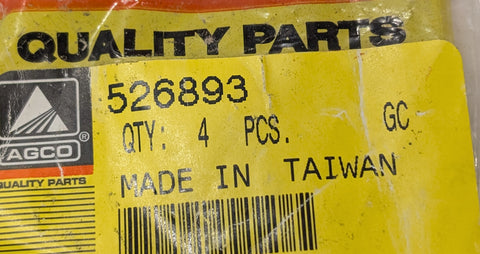 QUALITY PARTS
526893
QTY: 4 PCS. GC
AGCO®
MADE IN TAIWAN
QUALITY PARTS